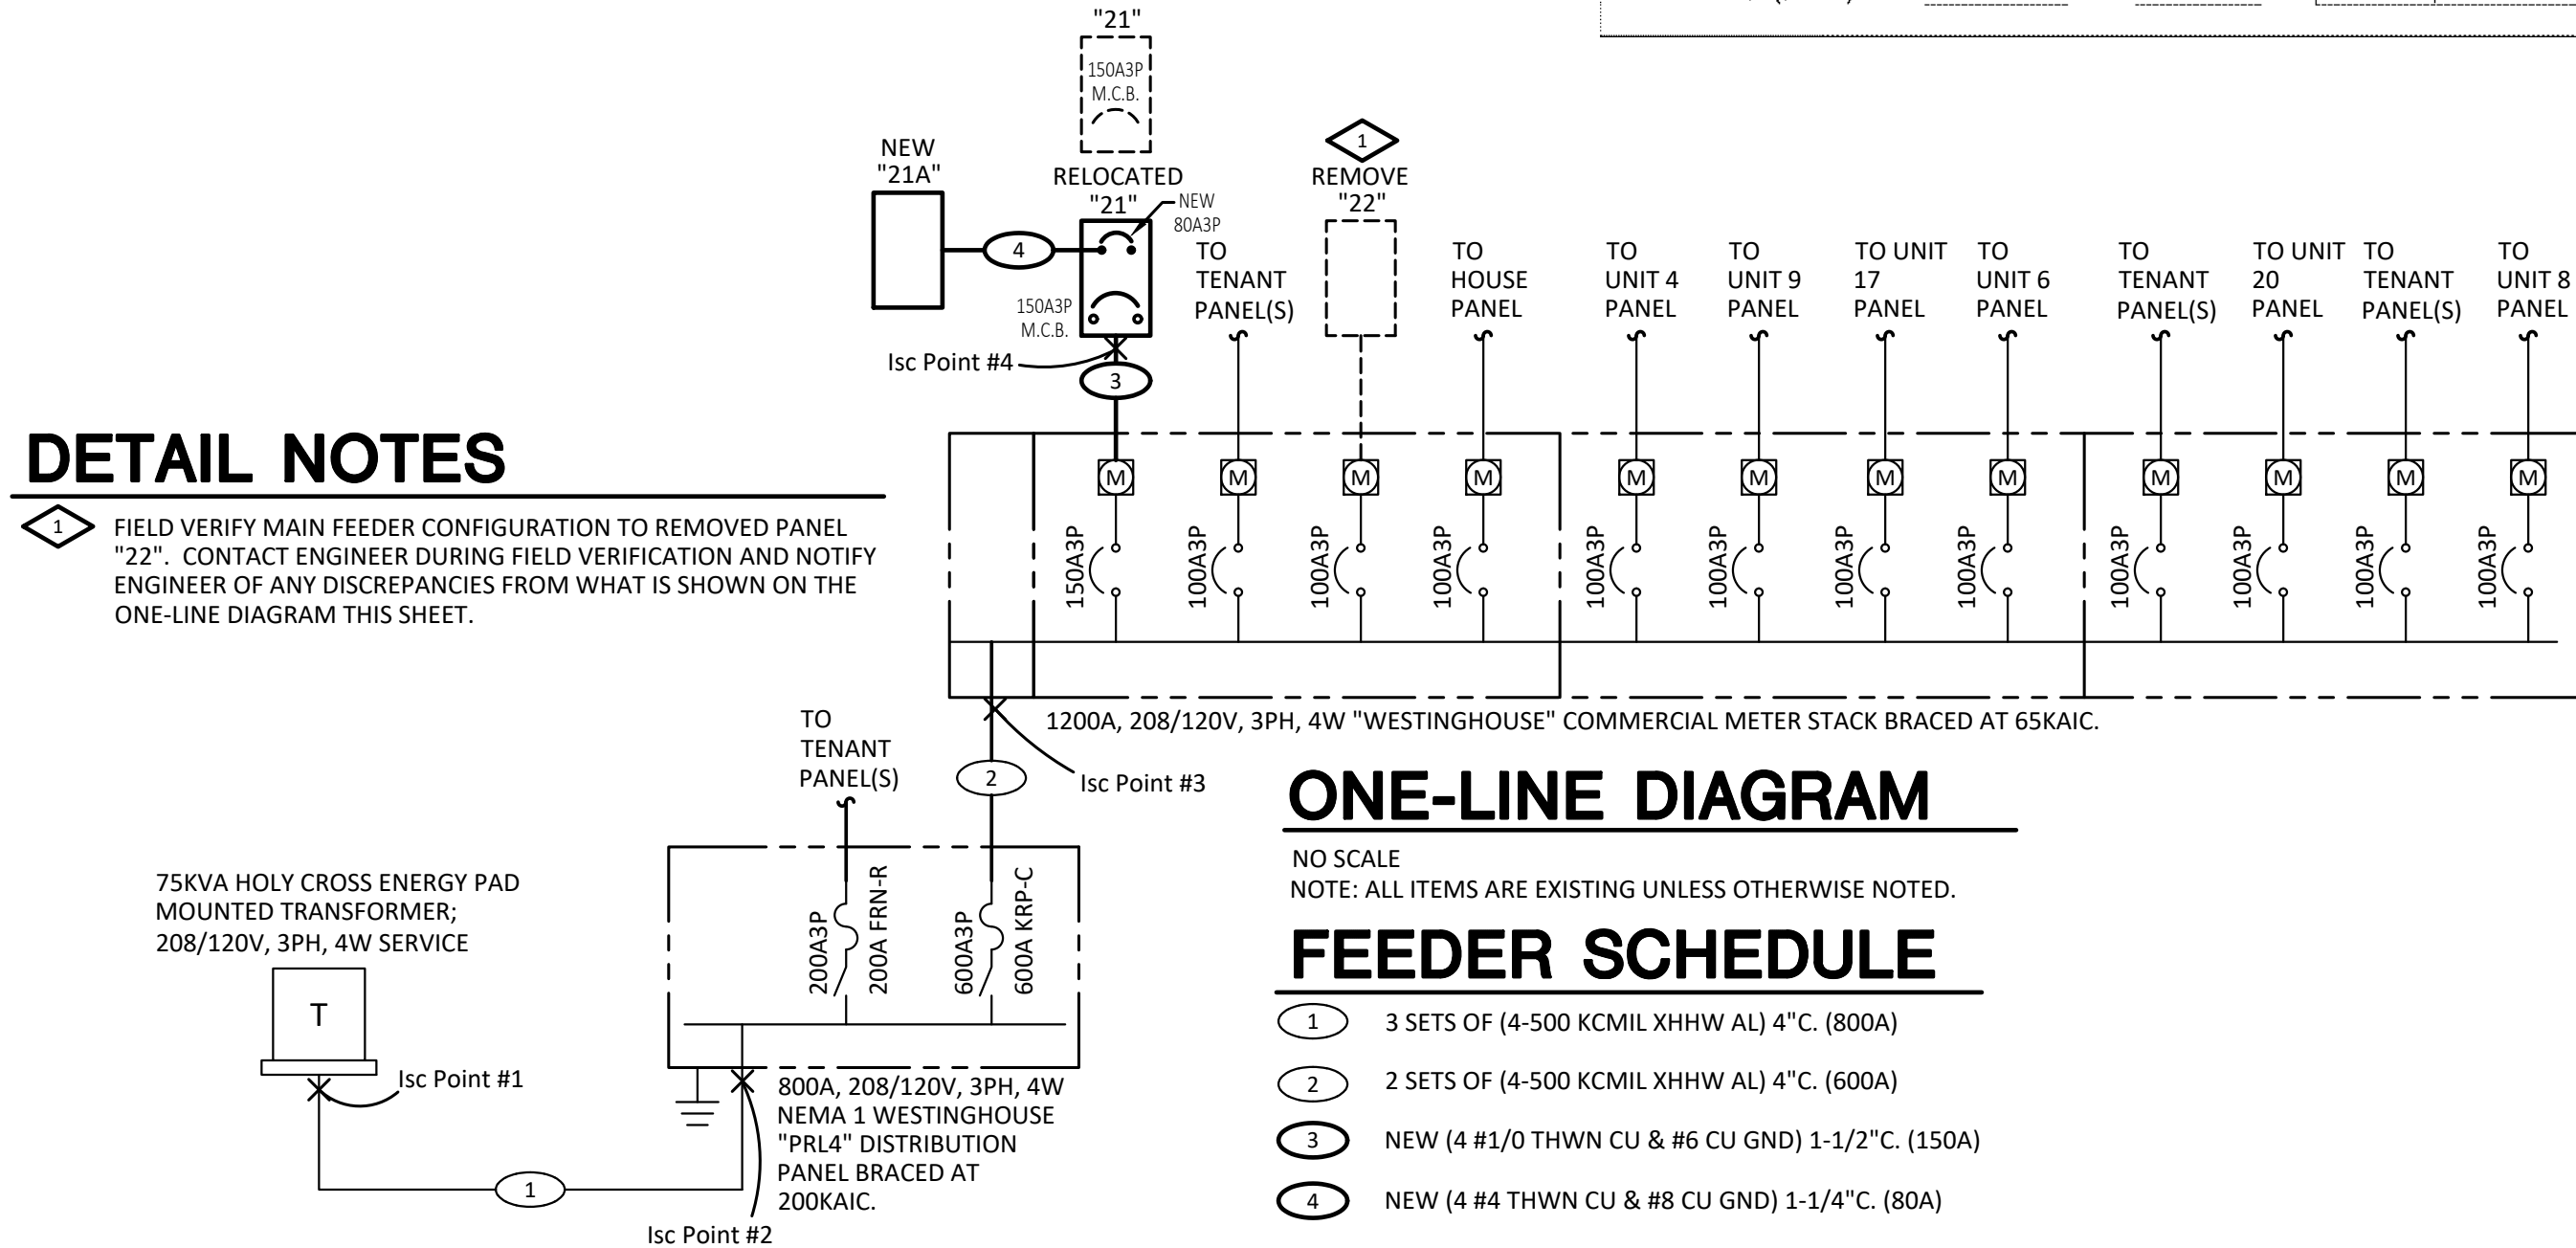 "21"
150A3P
M.C.B.
NEW
"21A"
RELOCATED
"21"
NEW
80A3P
1
REMOVE
"22"
4
150A3P
M.C.B.
Isc Point #4
3
TO
TENANT
PANEL(S)
TO
HOUSE
PANEL
TO
UNIT 4
PANEL
TO
UNIT 9
PANEL
TO UNIT
17
PANEL
TO
UNIT 6
PANEL
TO
TENANT
PANEL(S)
TO UNIT
20
PANEL
TO
TENANT
PANEL(S)
TO
UNIT 8
PANEL
M
M
M
M
M
M
M
M
M
M
M
M
150A3P
100A3P
100A3P
100A3P
100A3P
100A3P
100A3P
100A3P
100A3P
100A3P
100A3P
100A3P
DETAIL NOTES
1
FIELD VERIFY MAIN FEEDER CONFIGURATION TO REMOVED PANEL
"22". CONTACT ENGINEER DURING FIELD VERIFICATION AND NOTIFY
ENGINEER OF ANY DISCREPANCIES FROM WHAT IS SHOWN ON THE
ONE-LINE DIAGRAM THIS SHEET.
1200A, 208/120V, 3PH, 4W "WESTINGHOUSE" COMMERCIAL METER STACK BRACED AT 65KAIC.
TO
TENANT
PANEL(S)
2
Isc Point #3
200A3P
200A FRN-R
600A3P
600A KRP-C
75KVA HOLY CROSS ENERGY PAD
MOUNTED TRANSFORMER;
208/120V, 3PH, 4W SERVICE
T
Isc Point #1
1
800A, 208/120V, 3PH, 4W
NEMA 1 WESTINGHOUSE
"PRL4" DISTRIBUTION
PANEL BRACED AT
200KAIC.
Isc Point #2
ONE-LINE DIAGRAM
NO SCALE
NOTE: ALL ITEMS ARE EXISTING UNLESS OTHERWISE NOTED.
FEEDER SCHEDULE
1 3 SETS OF (4-500 KCMIL XHHW AL) 4"C. (800A)
2 2 SETS OF (4-500 KCMIL XHHW AL) 4"C. (600A)
3 NEW (4 #1/0 THWN CU & #6 CU GND) 1-1/2"C. (150A)
4 NEW (4 #4 THWN CU & #8 CU GND) 1-1/4"C. (80A)